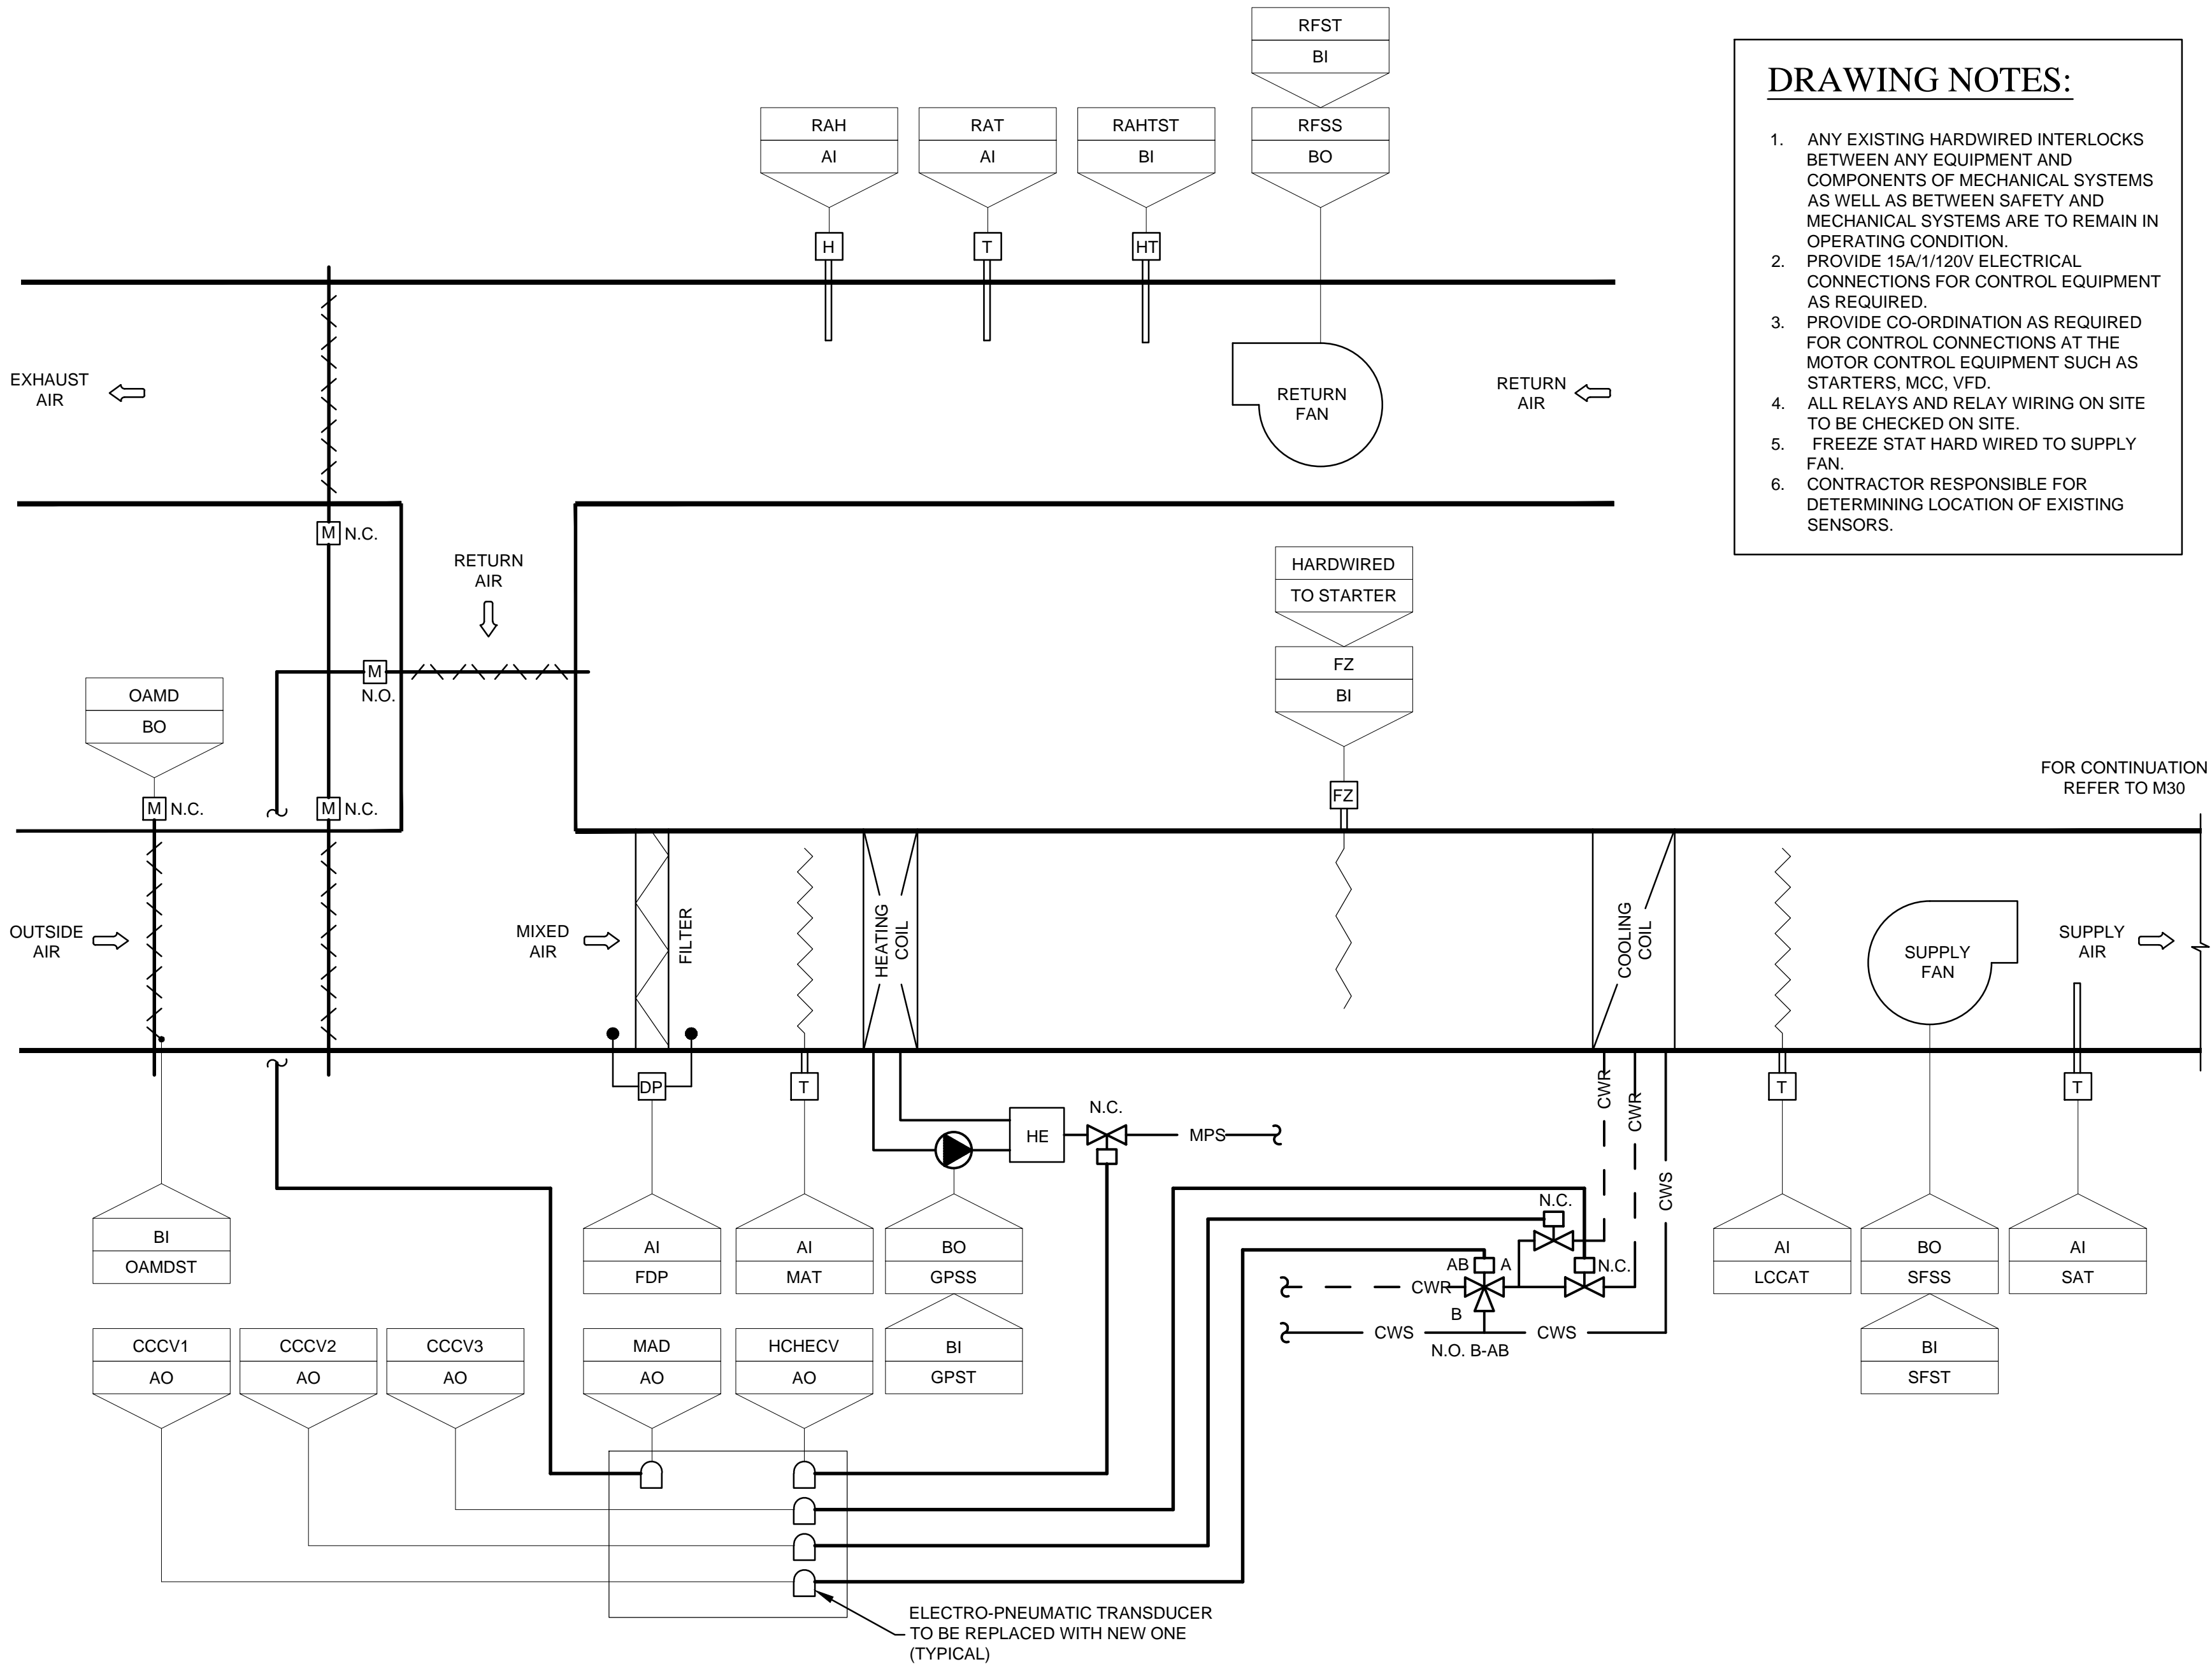 RFST
BI
RAH
AI
RAT
AI
RAHTST
BI
RFSS
BO
H
T
HT
DRAWING NOTES:
1. ANY EXISTING HARDWIRED INTERLOCKS
BETWEEN ANY EQUIPMENT AND
COMPONENTS OF MECHANICAL SYSTEMS
AS WELL AS BETWEEN SAFETY AND
MECHANICAL SYSTEMS ARE TO REMAIN IN
OPERATING CONDITION.
2. PROVIDE 15A/1/120V ELECTRICAL
CONNECTIONS FOR CONTROL EQUIPMENT
AS REQUIRED.
3. PROVIDE CO-ORDINATION AS REQUIRED
FOR CONTROL CONNECTIONS AT THE
MOTOR CONTROL EQUIPMENT SUCH AS
STARTERS, MCC, VFD.
4. ALL RELAYS AND RELAY WIRING ON SITE
TO BE CHECKED ON SITE.
5. FREEZE STAT HARD WIRED TO SUPPLY
FAN.
6. CONTRACTOR RESPONSIBLE FOR
DETERMINING LOCATION OF EXISTING
SENSORS.
EXHAUST
AIR
RETURN
FAN
RETURN
AIR
M N.C.
RETURN
AIR
HARDWIRED
TO STARTER
FZ
BI
M
N.O.
OAMD
BO
M N.C.
M N.C.
FZ
FOR CONTINUATION
REFER TO M30
OUTSIDE
AIR
MIXED
AIR
FILTER
HEATING
COIL
COOLING
COIL
SUPPLY
FAN
SUPPLY
AIR
DP
T
T
T
HE
N.C.
MPS
CWR
CWR
CWS
BI
OAMDST
AI
FDP
AI
MAT
BO
GPSS
BI
GPST
N.C.
AB
A
N.C.
CWR
B
CWS
CWS
N.O. B-AB
AI
LCCAT
BO
SFSS
AI
SAT
BI
SFST
CCCV1
AO
CCCV2
AO
CCCV3
AO
MAD
AO
HCHECV
AO
ELECTRO-PNEUMATIC TRANSDUCER
TO BE REPLACED WITH NEW ONE
(TYPICAL)